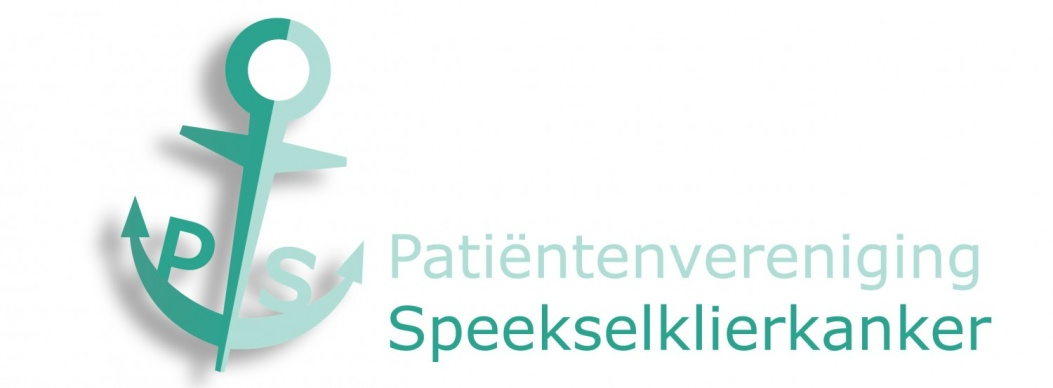 P S
Patiëntenvereniging
Speekselklierkanker